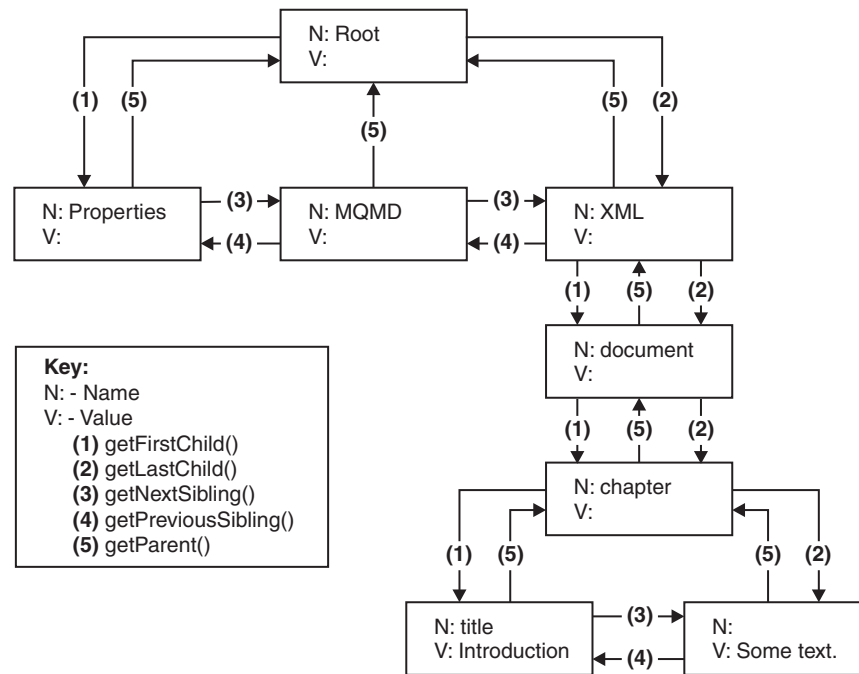 N: Root
V:
(1)
(5)
(5)
(5)
(2)
N: Properties
V:
(3)
(4)
N: MQMD
V:
(3)
(4)
N: XML
V:
(1)
(5)
(2)
N: document
V:
(1)
(5)
(2)
N: chapter
V:
(1)
(5)
(5)
(2)
N: title
V: Introduction
(3)
(4)
N:
V: Some text.
Key:
N: - Name
V: - Value
(1) getFirstChild()
(2) getLastChild()
(3) getNextSibling()
(4) getPreviousSibling()
(5) getParent()